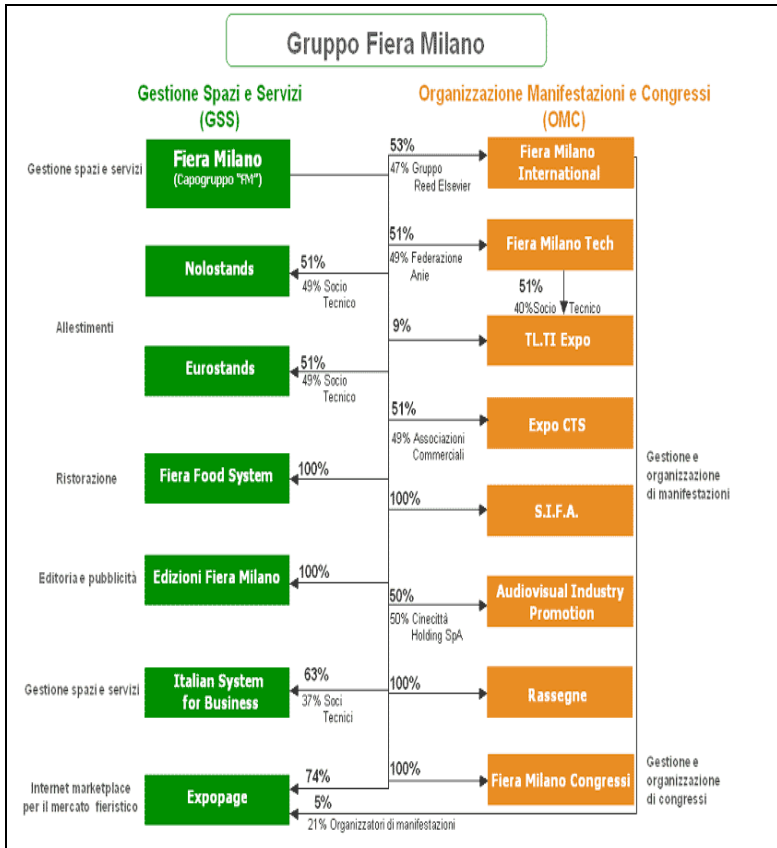 Gruppo Fiera Milano
Gestione Spazi e Servizi
(GSS)
Organizzazione Manifestazioni e Congressi
(OMC)
Gestione spazi e servizi
Fiera Milano
(Capogruppo "FM")
53%
47% Gruppo
Reed Elsevier
Fiera Milano
International
51%
49% Federazione
Anie
Fiera Milano Tech
Nolostands
51%
49% Socio
Tecnico
51%
40%Socio Tecnico
Allestimenti
9%
TL.TI Expo
Eurostands
51%
49% Socio
Tecnico
51%
49% Associazioni
Commerciali
Expo CTS
Ristorazione
Fiera Food System
100%
100%
S.I.F.A.
Gestione e
organizzazione
di manifestazioni
Editoria e pubblicità
Edizioni Fiera Milano
100%
50%
50% Cinecittà
Holding SpA
Audiovisual Industry
Promotion
Gestione spazi e servizi
Italian System
for Business
63%
37% Soci
Tecnici
100%
Rassegne
Internet marketplace
per il mercato fieristico
Expopage
74%
5%
21% Organizzatori di manifestazioni
100%
Fiera Milano Congressi
Gestione e
organizzazione
di congressi